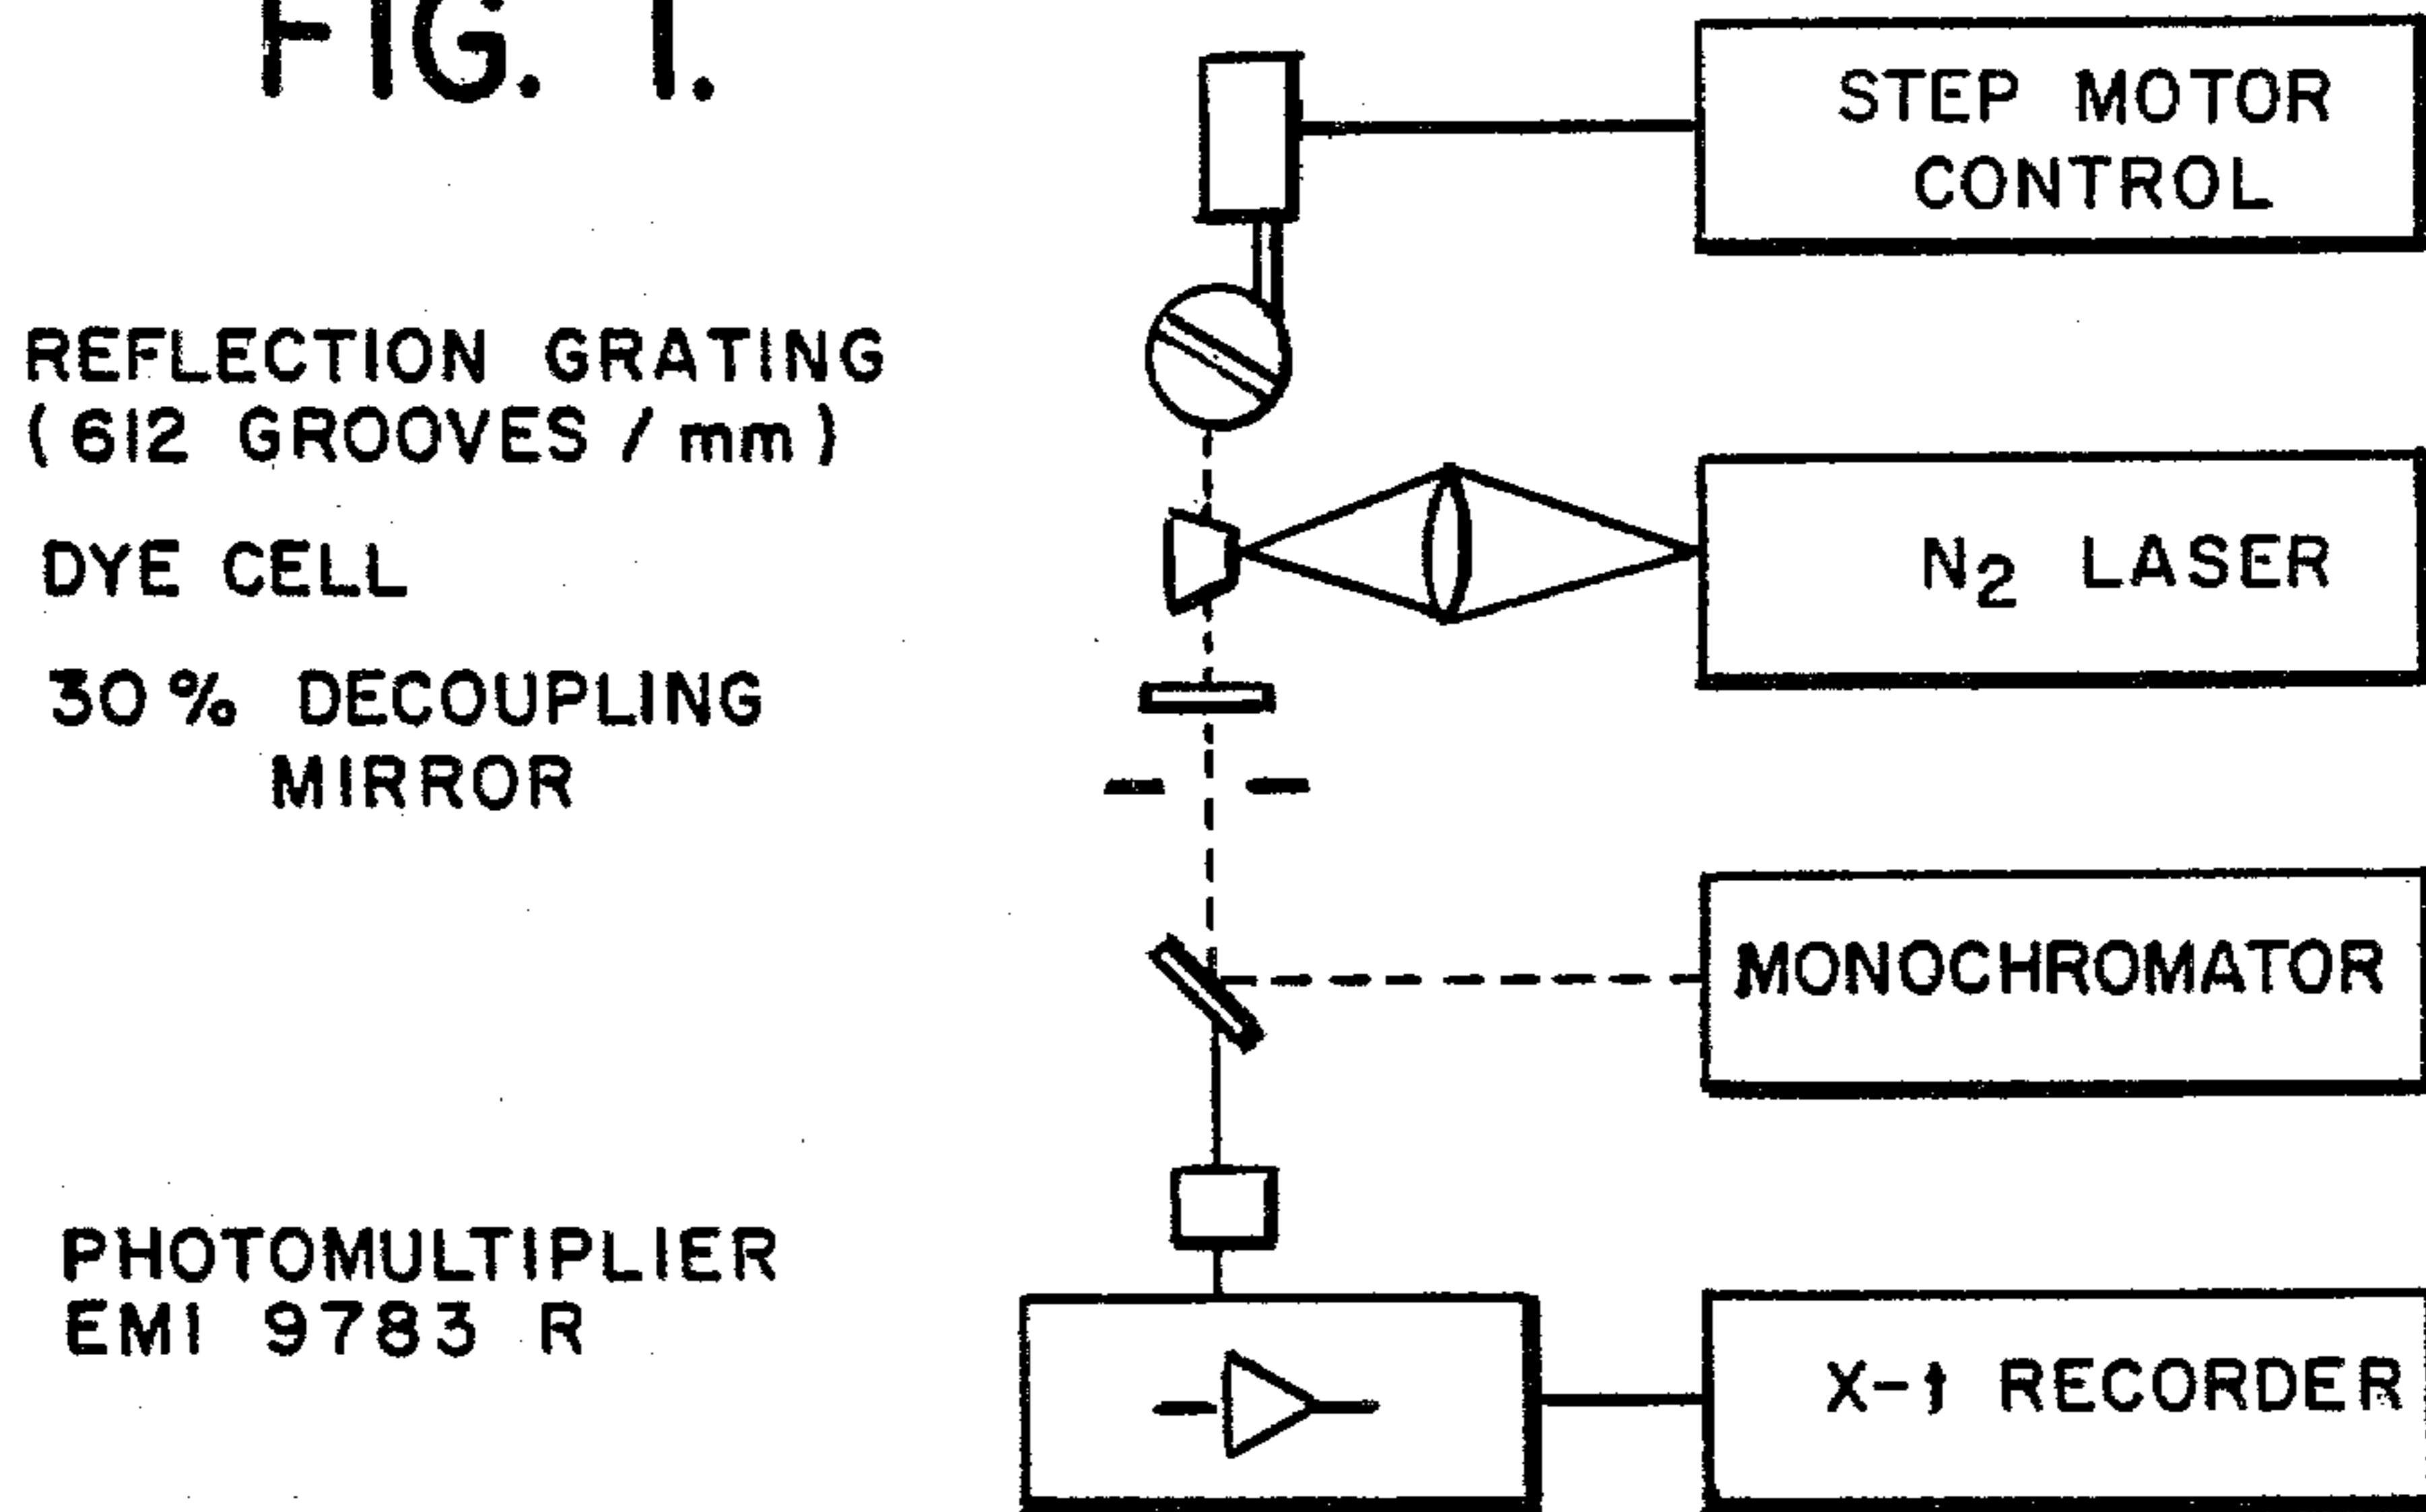 FIG. 1.
STEP MOTOR
CONTROL
REFLECTION GRATING
(612 GROOVES / mm)
DYE CELL
N2 LASER
30% DECOUPLING
MIRROR
MONOCHROMATOR
PHOTOMULTIPLIER
EMI 9783 R
X-t RECORDER